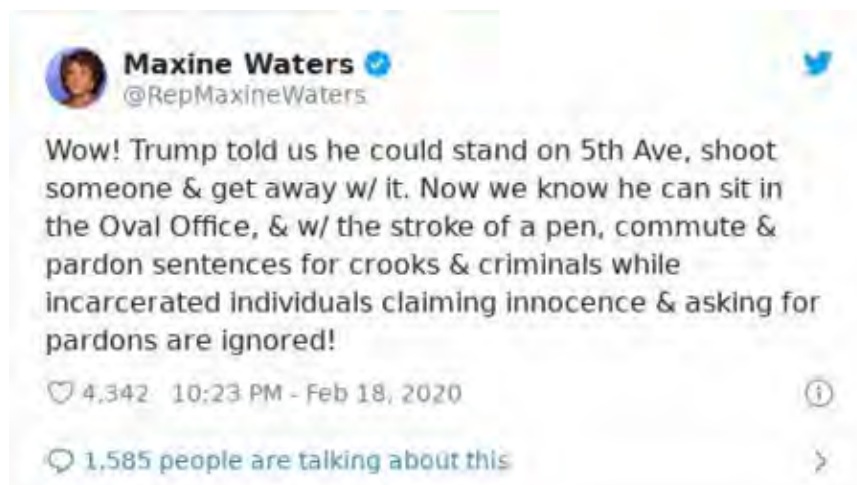 Maxine Waters
@RepMaxineWaters
Wow! Trump told us he could stand on 5th Ave, shoot
someone & get away w/ it. Now we know he can sit in
the Oval Office, & w/ the stroke of a pen, commute &
pardon sentences for crooks & criminals while
incarcerated individuals claiming innocence & asking for
pardons are ignored!
4,342 10:23 PM - Feb 18, 2020
1,585 people are talking about this